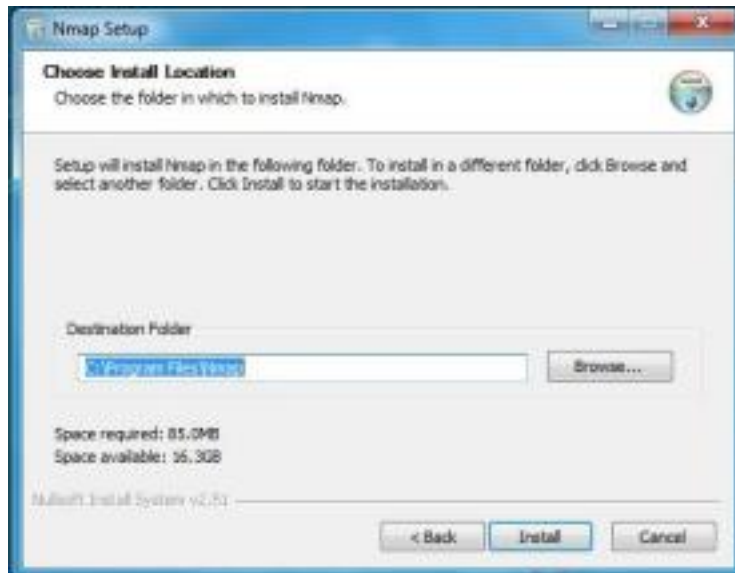 Nmap Setup
Choose Install Location
Choose the folder in which to install Nmap.
Setup will install Nmap in the following folder. To install in a different folder, click Browse and
select another folder. Click Install to start the installation.
Destination Folder
C:\Program Files\Nmap
Browse...
Space required: 85.0MB
Space available: 16.3GB
Nullsoft Install System v2.51
< Back
Install
Cancel